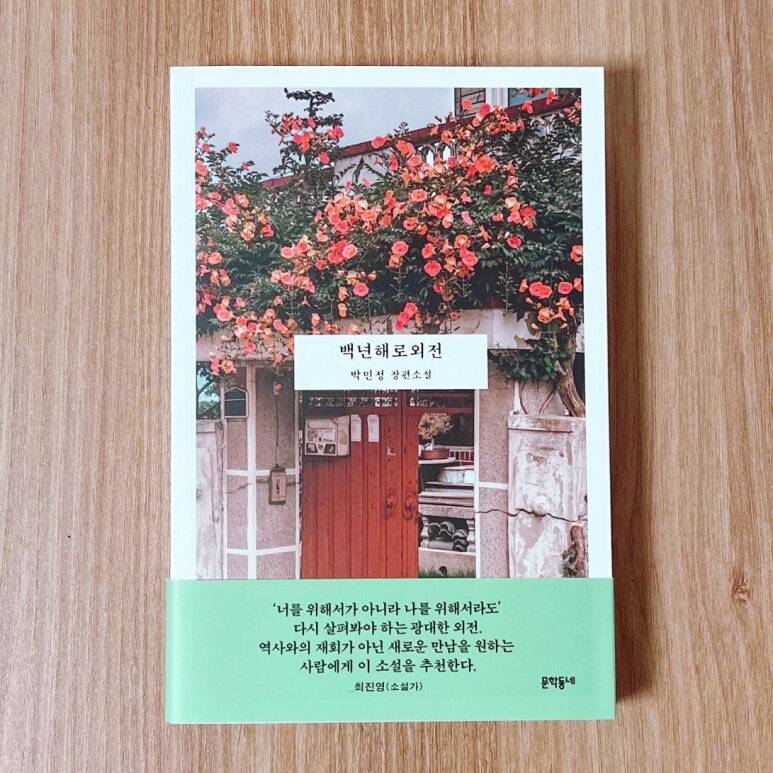 백년해로외전
박민정 장편소설
‘너를 위해서가 아니라 나를 위해서라도’
다시 살펴봐야 하는 광대한 외전.
역사와의 재회가 아닌 새로운 만남을 원하는
사람에게 이 소설을 추천한다.
_최진영(소설가)
문학동네